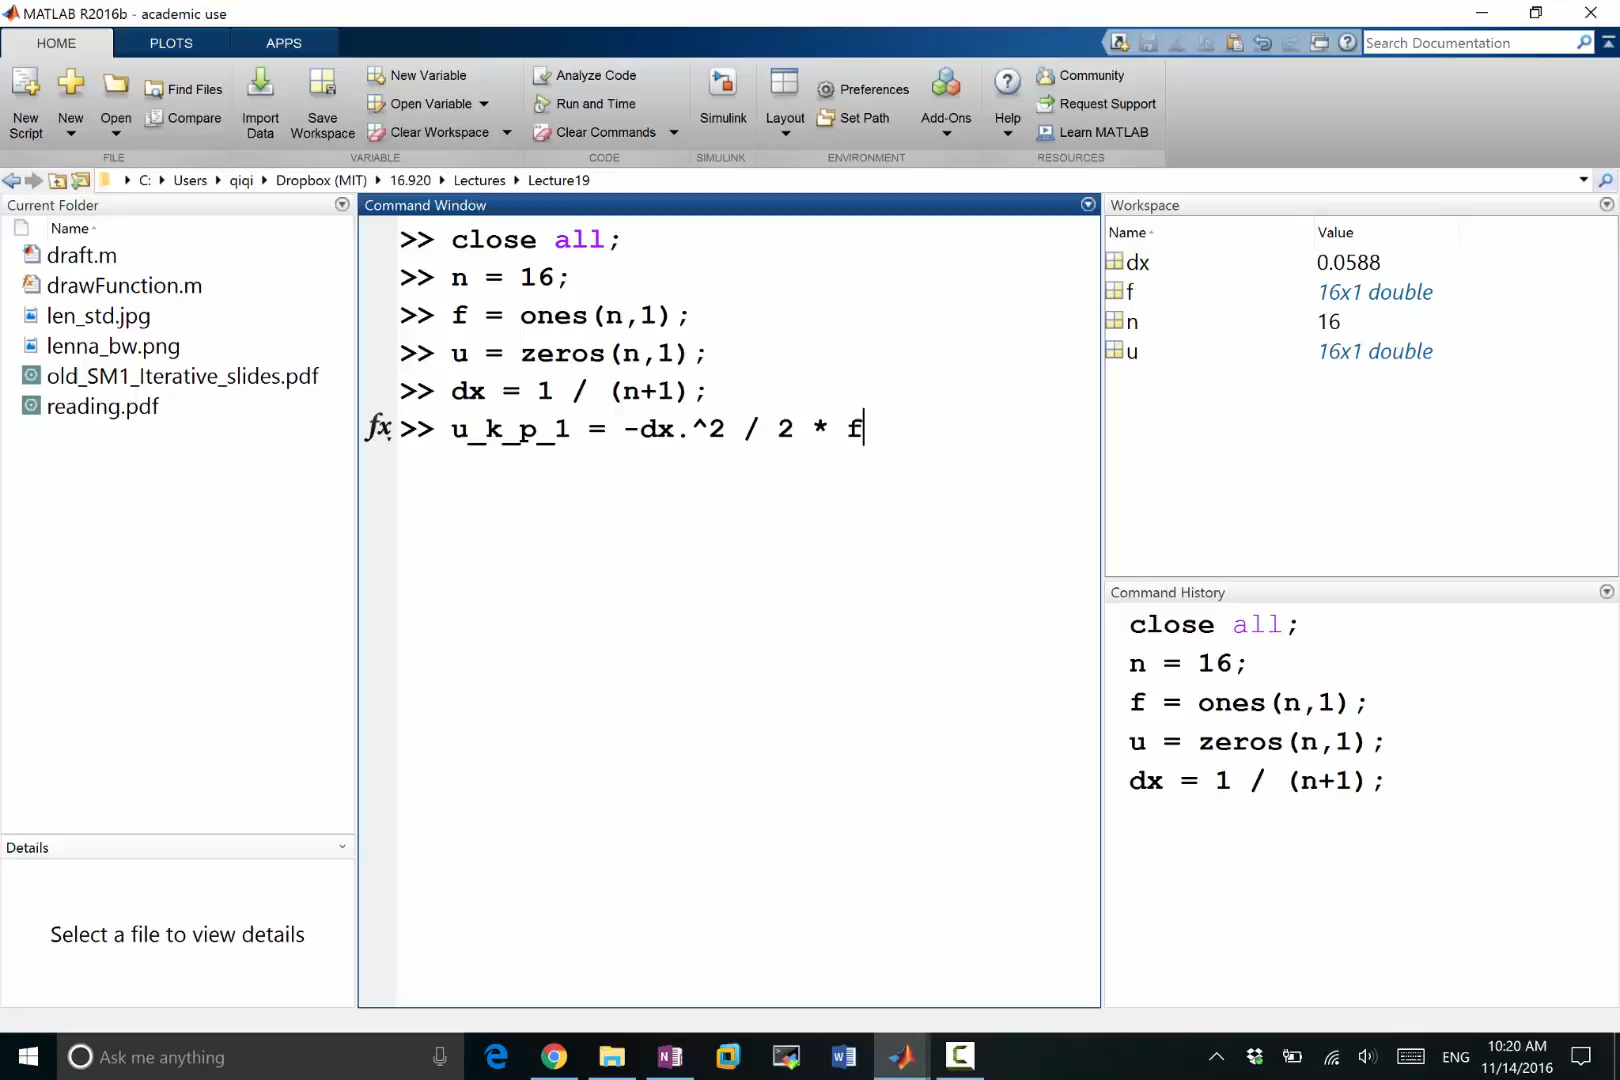 MATLAB R2016b - academic use
HOME
PLOTS
APPS
Search Documentation
New Script
New
Open
Find Files
Compare
Import Data
Save Workspace
New Variable
Open Variable
Clear Workspace
Analyze Code
Run and Time
Clear Commands
Simulink
Layout
Preferences
Set Path
Add-Ons
Help
Community
Request Support
Learn MATLAB
FILE
VARIABLE
CODE
SIMULINK
ENVIRONMENT
RESOURCES
C: Users qiqi Dropbox (MIT) 16.920 Lectures Lecture19
Current Folder
Name
draft.m
drawFunction.m
len_std.jpg
lenna_bw.png
old_SM1_Iterative_slides.pdf
reading.pdf
Details
Select a file to view details
Command Window
>> close all;
>> n = 16;
>> f = ones(n,1);
>> u = zeros(n,1);
>> dx = 1 / (n+1);
fx >> u_k_p_1 = -dx.^2 / 2 * f
Workspace
Name Value
dx 0.0588
f 16x1 double
n 16
u 16x1 double
Command History
close all;
n = 16;
f = ones(n,1);
u = zeros(n,1);
dx = 1 / (n+1);
Ask me anything
ENG
10:20 AM
11/14/2016